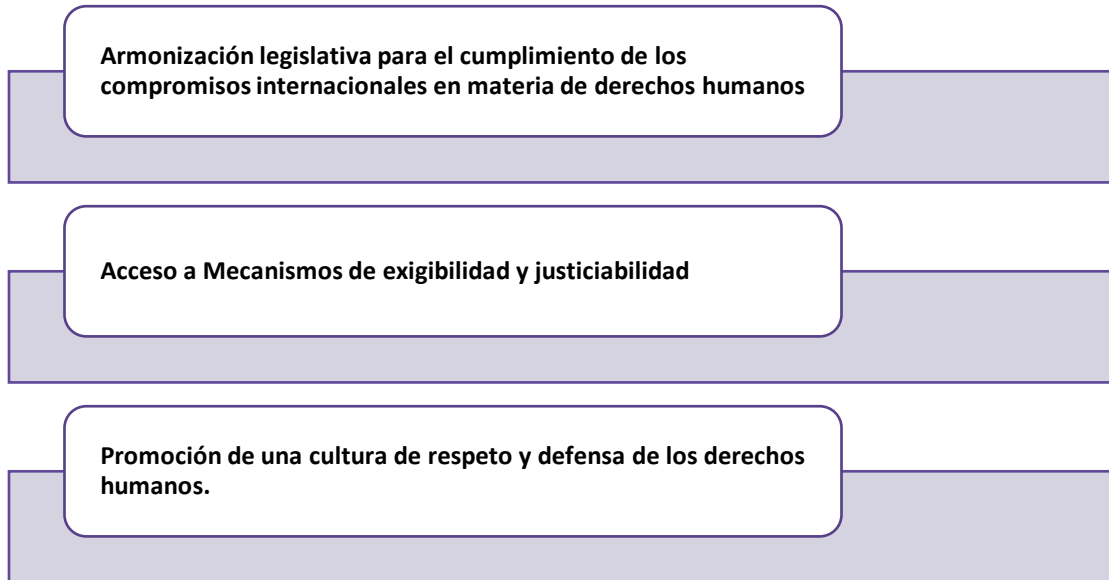 Armonización legislativa para el cumplimiento de los
compromisos internacionales en materia de derechos humanos
Acceso a Mecanismos de exigibilidad y justiciabilidad
Promoción de una cultura de respeto y defensa de los derechos
humanos.